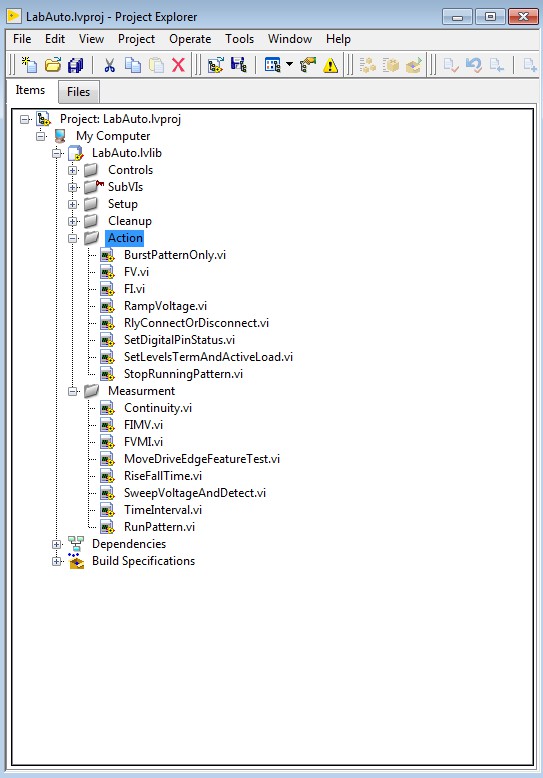 LabAuto.lvproj - Project Explorer
File Edit View Project Operate Tools Window Help
Items Files
Project: LabAuto.lvproj
My Computer
LabAuto.lvlib
Controls
SubVIs
Setup
Cleanup
Action
BurstPatternOnly.vi
FV.vi
FI.vi
RampVoltage.vi
RlyConnectOrDisconnect.vi
SetDigitalPinStatus.vi
SetLevelsTermAndActiveLoad.vi
StopRunningPattern.vi
Measurment
Continuity.vi
FIMV.vi
FVMI.vi
MoveDriveEdgeFeatureTest.vi
RiseFallTime.vi
SweepVoltageAndDetect.vi
TimeInterval.vi
RunPattern.vi
Dependencies
Build Specifications